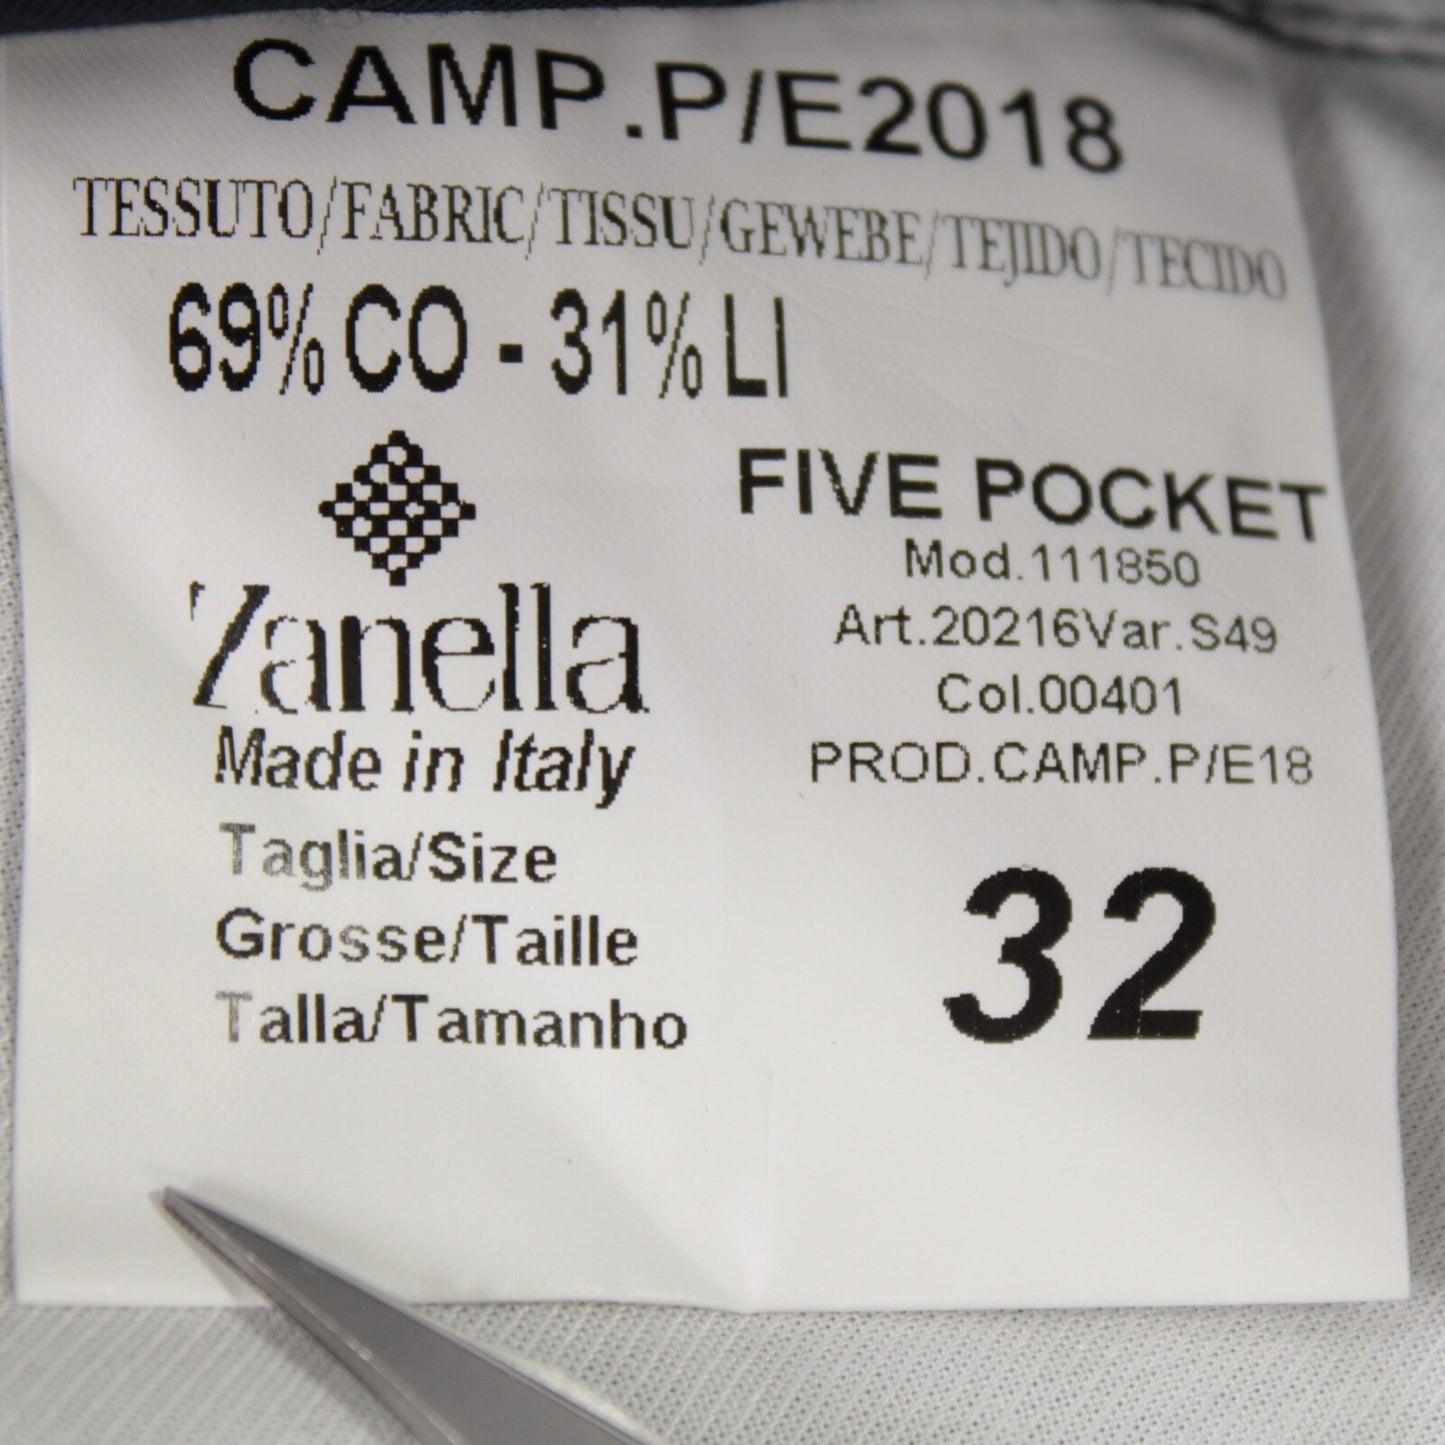 CAMP.P/E2018
TESSUTO/FABRIC/TISSU/GEWEBE/TEJIDO/TECIDO
69% CO - 31% LI
Zanella
Made in Italy
FIVE POCKET
Mod.111850
Art.20216Var.S49
Col.00401
PROD.CAMP.P/E18
Taglia/Size
Grosse/Taille
Talla/Tamanho
32